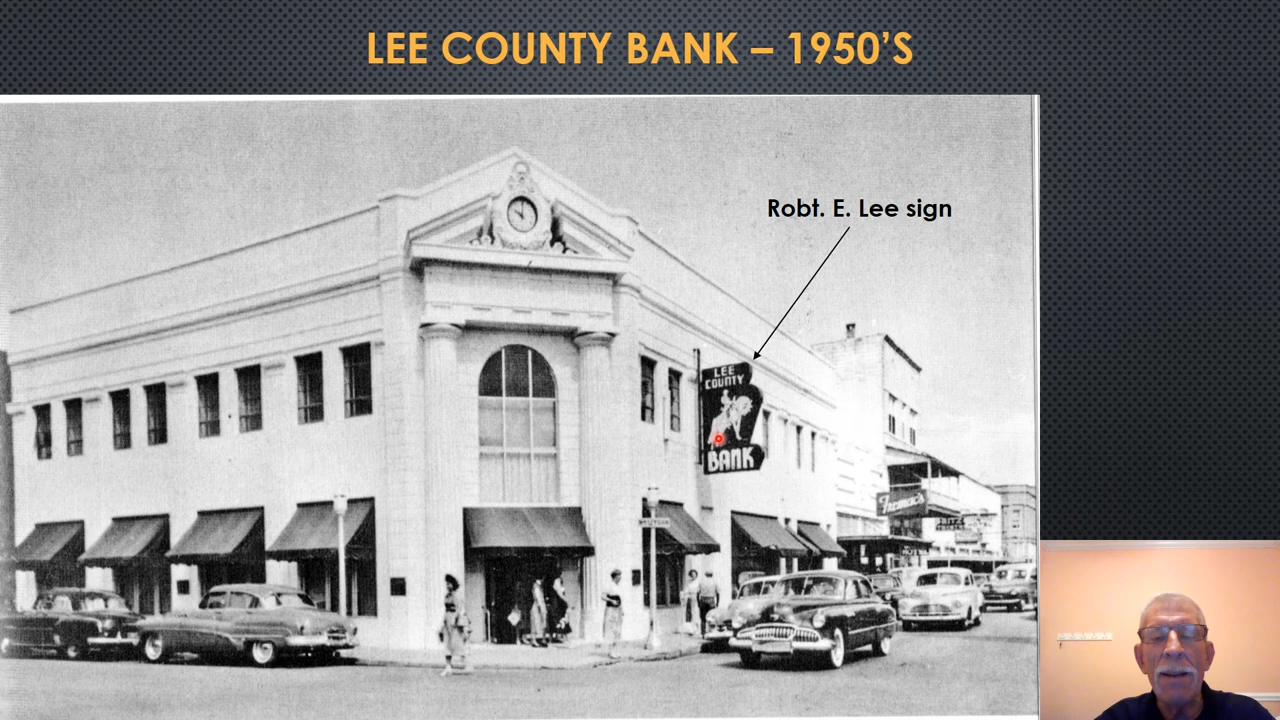 LEE COUNTY BANK – 1950’S
Robt. E. Lee sign
LEE
COUNTY
BANK